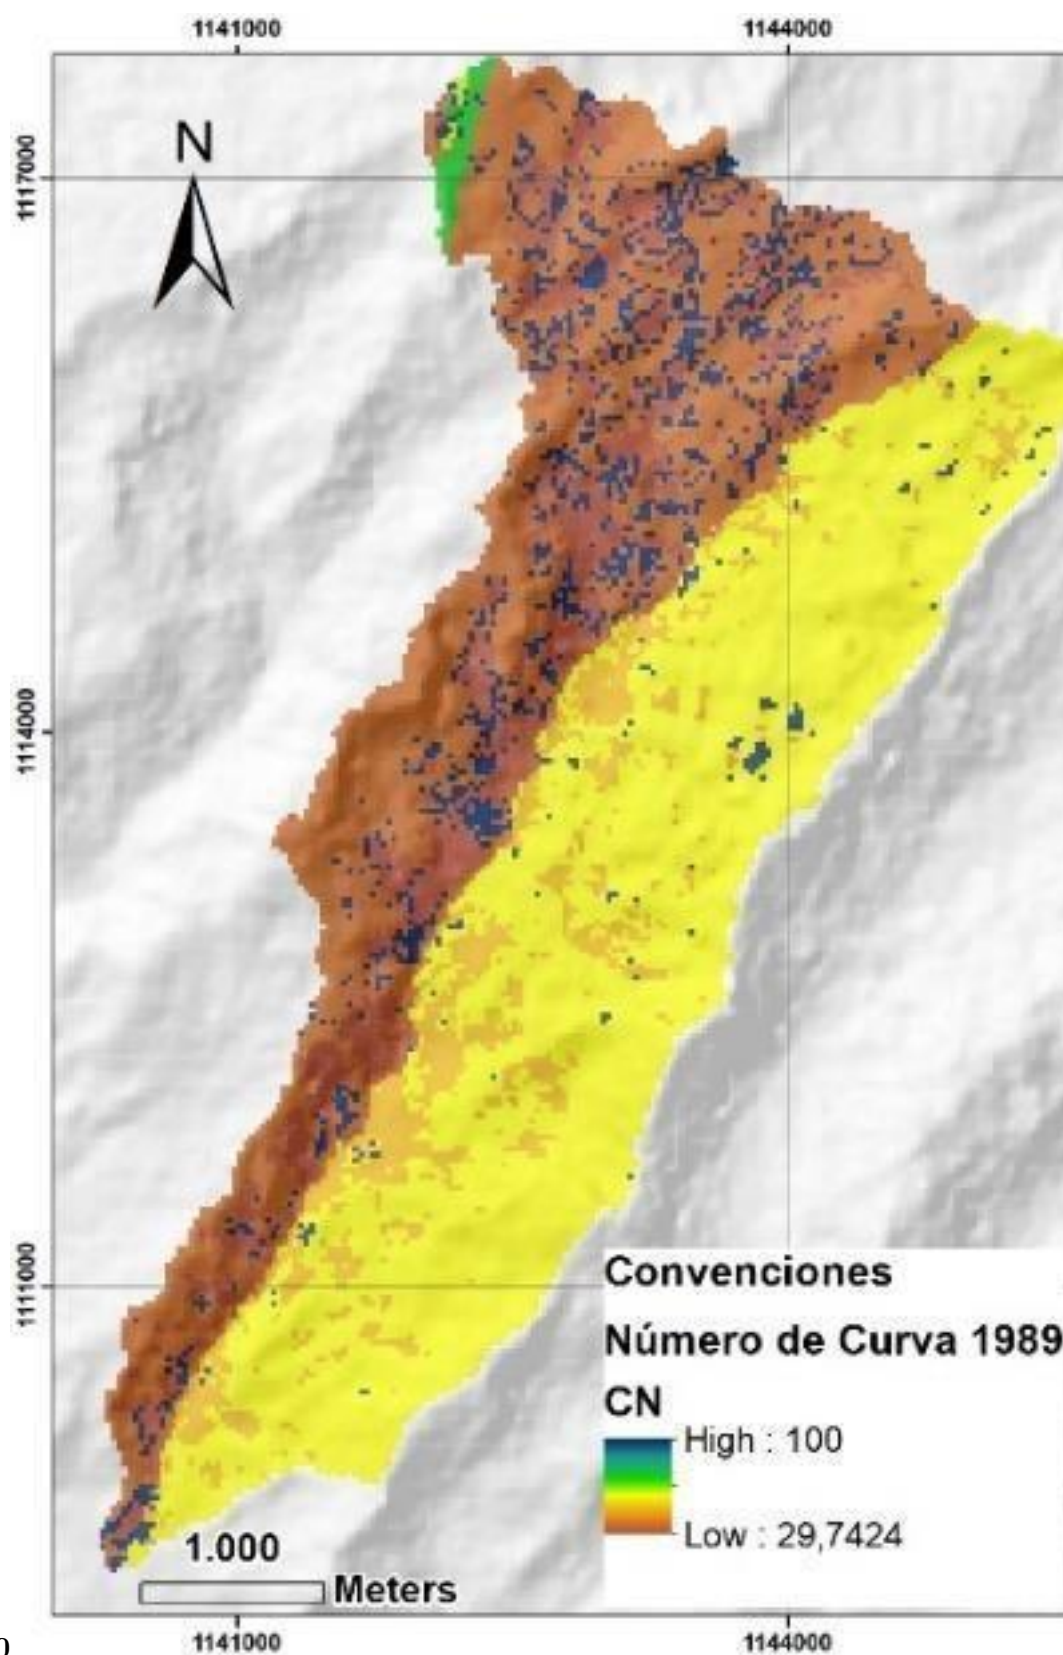 1141000 1144000
N
1117000
1114000
1111000
Convenciones
Número de Curva 1989
CN
High : 100
Low : 29,7424
1.000
Meters
1141000 1144000